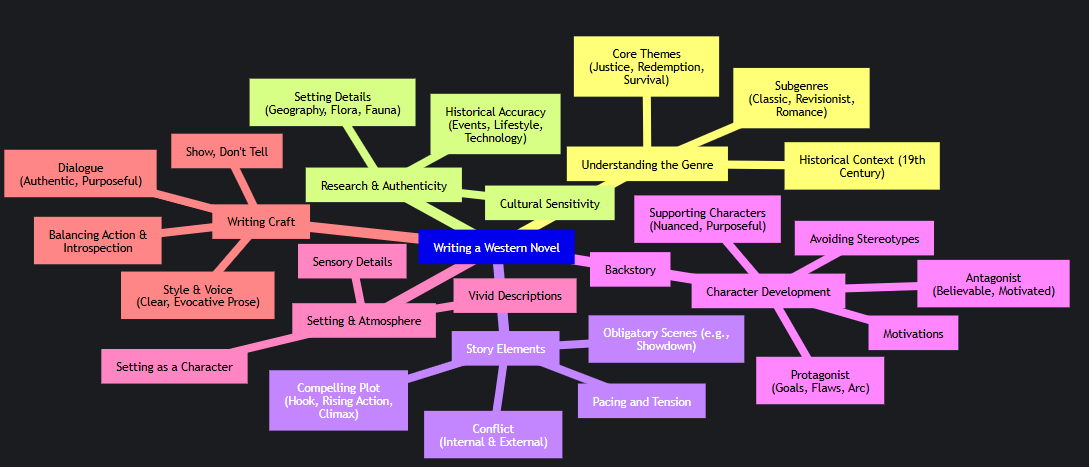 Core Themes
(Justice, Redemption,
Survival)
Subgenres
(Classic, Revisionist,
Romance)
Historical Context (19th
Century)
Understanding the Genre
Setting Details
(Geography, Flora, Fauna)
Historical Accuracy
(Events, Lifestyle,
Technology)
Research & Authenticity
Cultural Sensitivity
Show, Don't Tell
Dialogue
(Authentic, Purposeful)
Writing Craft
Balancing Action &
Introspection
Style & Voice
(Clear, Evocative Prose)
Writing a Western Novel
Supporting Characters
(Nuanced, Purposeful)
Avoiding Stereotypes
Backstory
Character Development
Antagonist
(Believable, Motivated)
Motivations
Protagonist
(Goals, Flaws, Arc)
Sensory Details
Vivid Descriptions
Setting & Atmosphere
Setting as a Character
Story Elements
Obligatory Scenes (e.g.,
Showdown)
Compelling Plot
(Hook, Rising Action,
Climax)
Pacing and Tension
Conflict
(Internal & External)